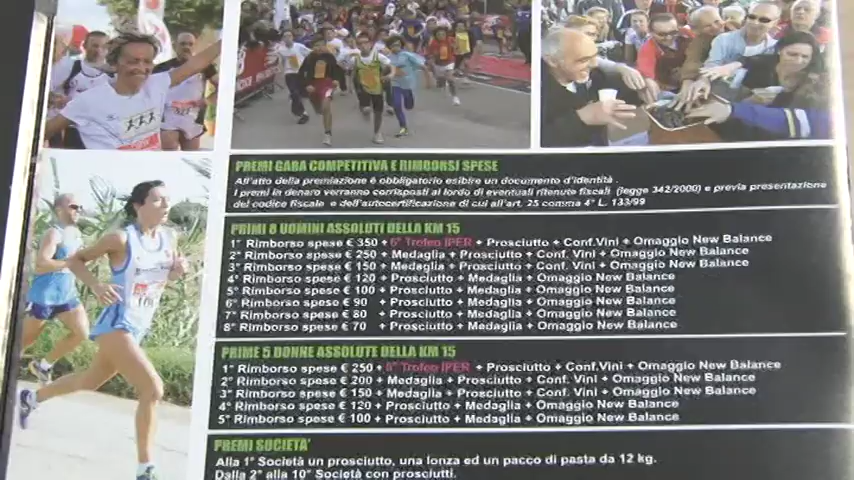 PREMI GARA COMPETITIVA E RIMBORSI SPESE
All'atto della premiazione è obbligatorio esibire un documento d'identità.
I premi in denaro verranno corrisposti al lordo di eventuali ritenute fiscali (legge 342/2000) e previa presentazione
del codice fiscale e dell'autocertificazione di cui all'art. 25 comma 4° L. 133/99
PRIMI 8 UOMINI ASSOLUTI DELLA KM 15
1° Rimborso spese € 350 + 6° Trofeo IPER + Prosciutto + Conf.Vini + Omaggio New Balance
2° Rimborso spese € 250 + Medaglia + Prosciutto + Conf. Vini + Omaggio New Balance
3° Rimborso spese € 150 + Medaglia + Prosciutto + Conf. Vini + Omaggio New Balance
4° Rimborso spese € 120 + Prosciutto + Medaglia + Omaggio New Balance
5° Rimborso spese € 100 + Prosciutto + Medaglia + Omaggio New Balance
6° Rimborso spese € 90 + Prosciutto + Medaglia + Omaggio New Balance
7° Rimborso spese € 80 + Prosciutto + Medaglia + Omaggio New Balance
8° Rimborso spese € 70 + Prosciutto + Medaglia + Omaggio New Balance
PRIME 5 DONNE ASSOLUTE DELLA KM 15
1° Rimborso spese € 250 + 6° Trofeo IPER + Prosciutto + Conf.Vini + Omaggio New Balance
2° Rimborso spese € 200 + Medaglia + Prosciutto + Conf. Vini + Omaggio New Balance
3° Rimborso spese € 150 + Medaglia + Prosciutto + Conf. Vini + Omaggio New Balance
4° Rimborso spese € 120 + Prosciutto + Medaglia + Omaggio New Balance
5° Rimborso spese € 100 + Prosciutto + Medaglia + Omaggio New Balance
PREMI SOCIETA'
Alla 1° Società un prosciutto, una lonza ed un pacco di pasta da 12 kg.
Dalla 2° alla 10° Società con prosciutti.